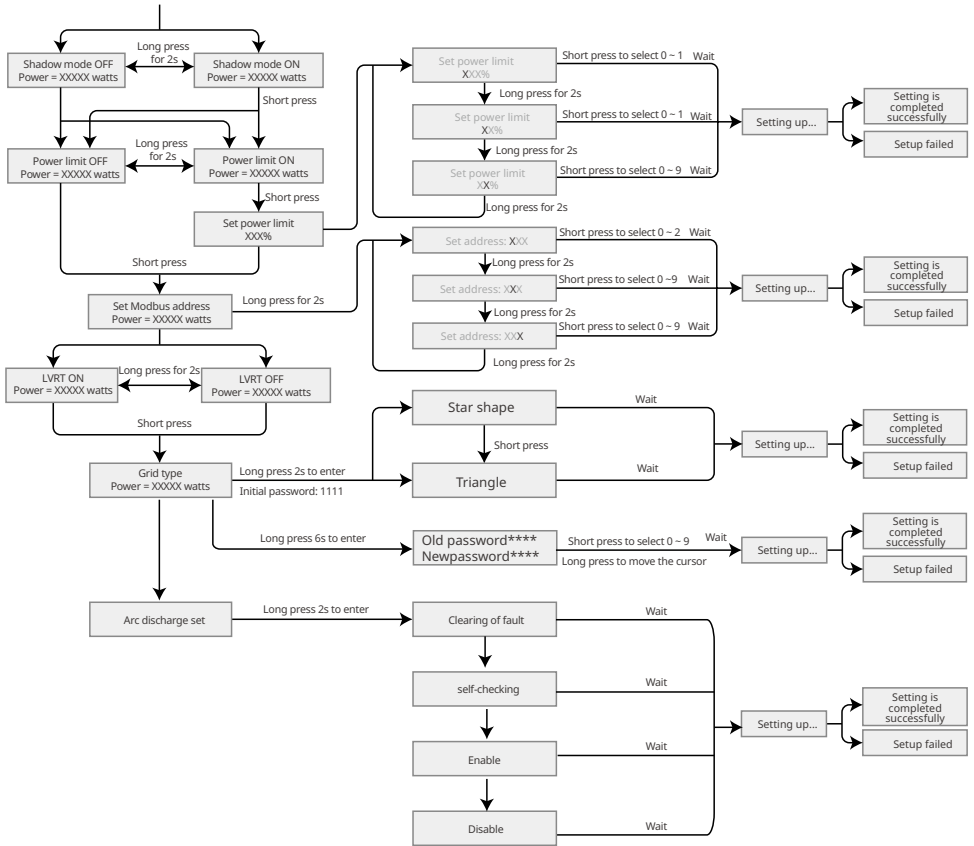 Long press
for 2s
Shadow mode OFF
Power = XXXXX watts
Shadow mode ON
Power = XXXXX watts
Short press
Long press
for 2s
Power limit OFF
Power = XXXXX watts
Power limit ON
Power = XXXXX watts
Short press
Set power limit
XXX%
Short press
Set Modbus address
Power = XXXXX watts
Long press for 2s
LVRT ON
Power = XXXXX watts
Long press for 2s
LVRT OFF
Power = XXXXX watts
Short press
Grid type
Power = XXXXX watts
Long press 2s to enter
Initial password: 1111
Long press 6s to enter
Arc discharge set
Long press 2s to enter
Set power limit
XXX%
Short press to select 0 ~ 1 Wait
Long press for 2s
Set power limit
XX%
Short press to select 0 ~ 1 Wait
Long press for 2s
Set power limit
XX%
Short press to select 0 ~ 9 Wait
Long press for 2s
Setting up...
Setting is
completed
successfully
Setup failed
Set address: XXX
Short press to select 0 ~ 2 Wait
Long press for 2s
Set address: XXX
Short press to select 0 ~9 Wait
Long press for 2s
Set address: XXX
Short press to select 0 ~ 9 Wait
Long press for 2s
Setting up...
Setting is
completed
successfully
Setup failed
Star shape
Wait
Short press
Triangle
Wait
Setting up...
Setting is
completed
successfully
Setup failed
Old password****
Newpassword****
Short press to select 0 ~ 9 Wait
Long press to move the cursor
Setting up...
Setting is
completed
successfully
Setup failed
Clearing of fault
Wait
self-checking
Wait
Enable
Wait
Disable
Wait
Setting up...
Setting is
completed
successfully
Setup failed